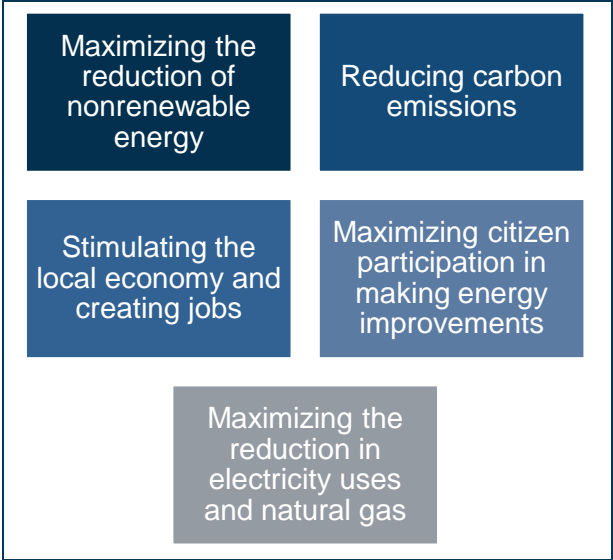 Maximizing the
reduction of
nonrenewable
energy
Reducing carbon
emissions
Stimulating the
local economy and
creating jobs
Maximizing citizen
participation in
making energy
improvements
Maximizing the
reduction in
electricity uses
and natural gas